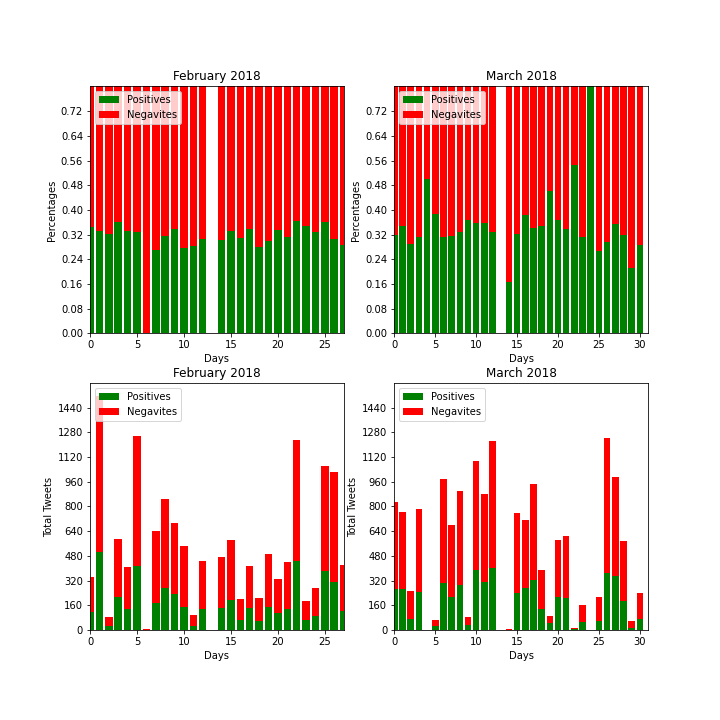 February 2018
Positives
Negavites
Percentages
0.72
0.64
0.56
0.48
0.40
0.32
0.24
0.16
0.08
0.00
0 5 10 15 20 25
Days
March 2018
Positives
Negavites
Percentages
0.72
0.64
0.56
0.48
0.40
0.32
0.24
0.16
0.08
0.00
0 5 10 15 20 25 30
Days
February 2018
Positives
Negavites
Total Tweets
1440
1280
1120
960
800
640
480
320
160
0
0 5 10 15 20 25
Days
March 2018
Positives
Negavites
Total Tweets
1440
1280
1120
960
800
640
480
320
160
0
0 5 10 15 20 25 30
Days